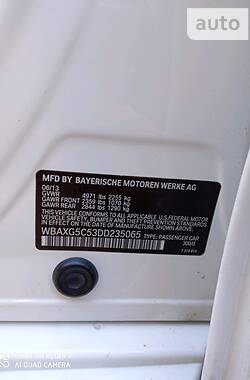 auto
RIA
MFD BY BAYERISCHE MOTOREN WERKE AG
06/13
GVWR 4971 lbs 2255 kg
GAWR FRONT 2359 lbs 1070 kg
GAWR REAR 2844 lbs 1290 kg
THIS VEHICLE CONFORMS TO ALL APPLICABLE
FEDERAL MOTOR VEHICLE SAFETY, BUMPER,
AND THEFT PREVENTION STANDARDS
IN EFFECT ON THE DATE OF MANUFACTURE
SHOWN ABOVE.
WBAXG5C53DD235065 TYPE: PASSENGER CAR
300/0
AI QUAD CAMERA